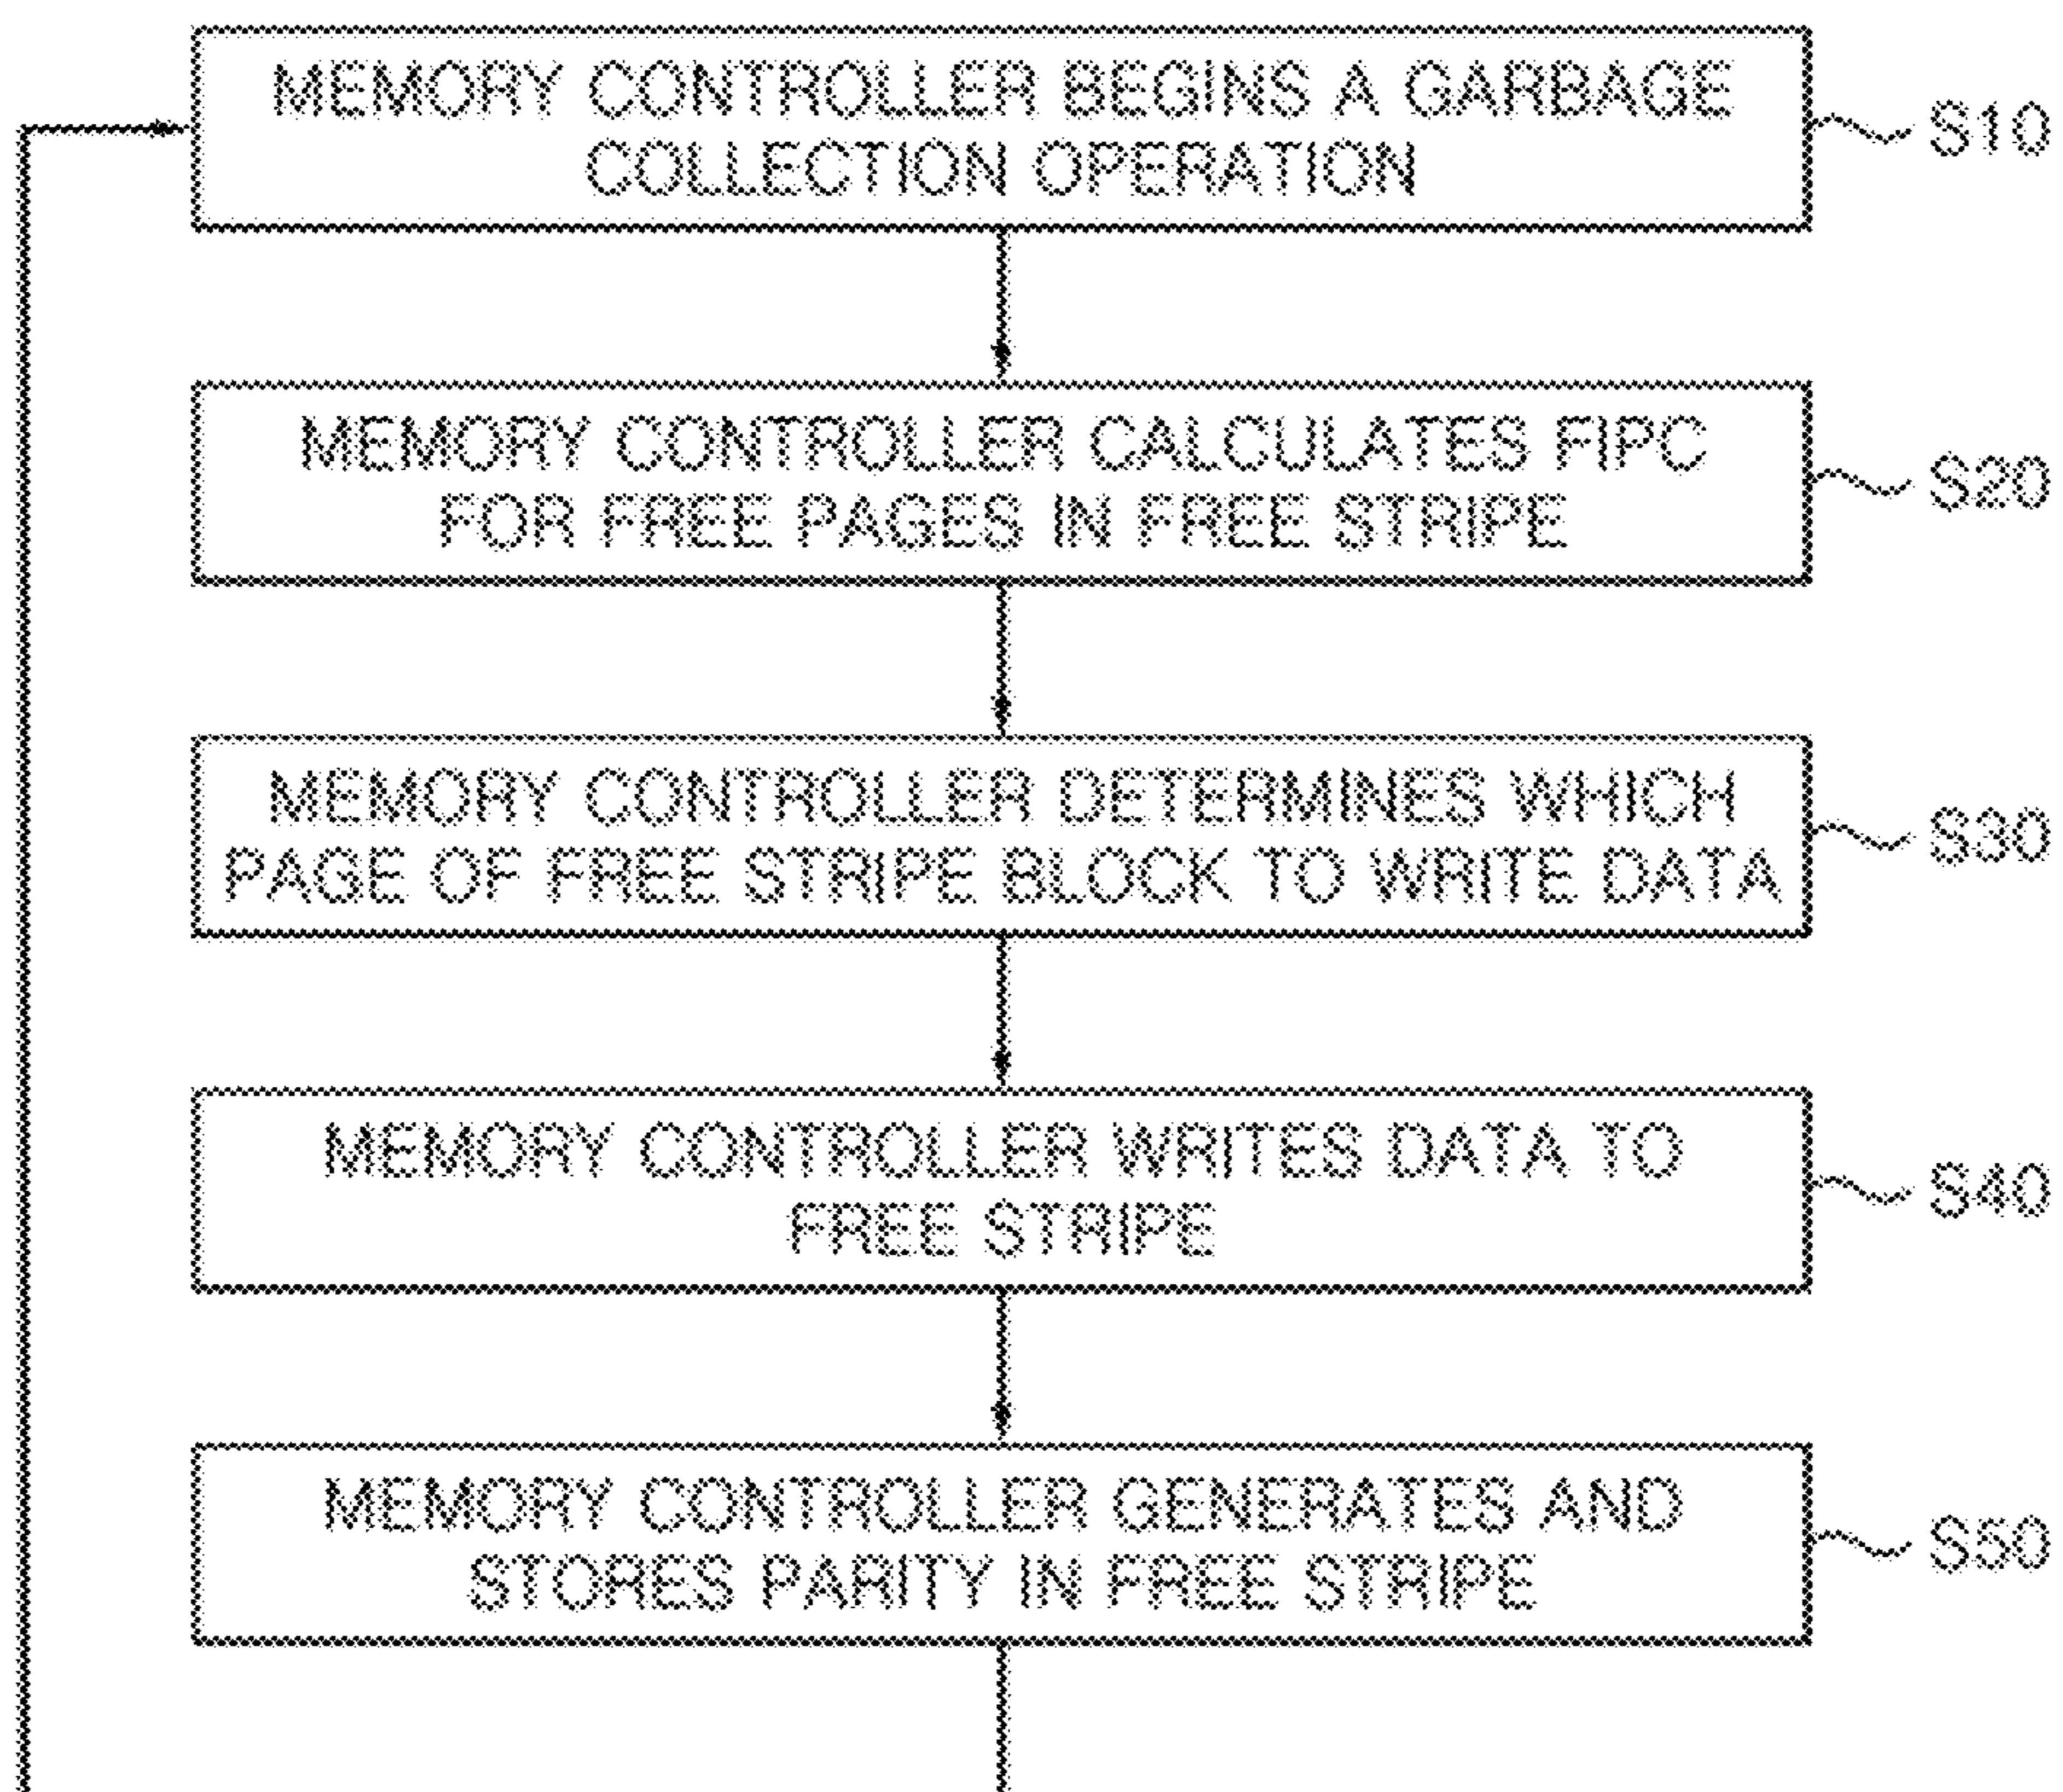 MEMORY CONTROLLER BEGINS A GARBAGE
COLLECTION OPERATION
S10
MEMORY CONTROLLER CALCULATES FIPC
FOR FREE PAGES IN FREE STRIPE
S20
MEMORY CONTROLLER DETERMINES WHICH
PAGE OF FREE STRIPE BLOCK TO WRITE DATA
S30
MEMORY CONTROLLER WRITES DATA TO
FREE STRIPE
S40
MEMORY CONTROLLER GENERATES AND
STORES PARITY IN FREE STRIPE
S50